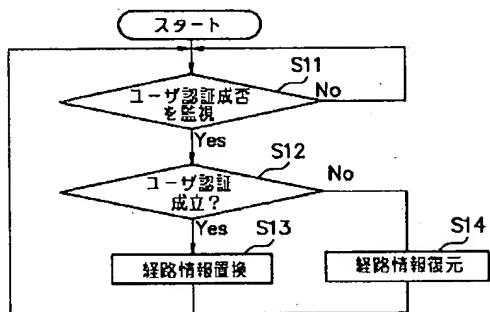 スタート
S11
ユーザ認証成否
を監視
No
Yes
S12
ユーザ認証
成立?
No
Yes
S13
経路情報置換
S14
経路情報復元